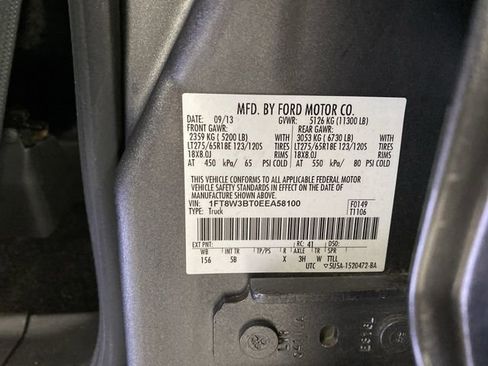 MFD. BY FORD MOTOR CO.
DATE: 09/13 GVWR: 5126 KG (11300 LB)
FRONT GAWR: REAR GAWR:
2359 KG (5200 LB) WITH 3053 KG (6730 LB) WITH
LT275/65R18E 123/120S TIRES LT275/65R18E 123/120S TIRES
18X8.0J RIMS 18X8.0J RIMS
AT 450 kPa/ 65 PSI COLD AT 550 kPa/ 80 PSI COLD
THIS VEHICLE CONFORMS TO ALL APPLICABLE FEDERAL MOTOR
VEHICLE SAFETY STANDARDS IN EFFECT ON THE DATE OF MANUFACTURE
SHOWN ABOVE.
VIN: 1FT8W3BT0EEA58100 F0149
TYPE: Truck T1106
EXT PNT: RC: 41 DSO:
WB INT TR TP/PS R AXLE TR SPR
156 5B X 3H W TTLL
UTC ▽5U5A-1520472-BA